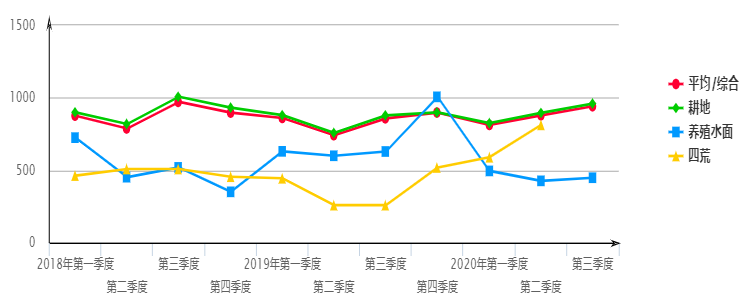 1500
1000
500
0
2018年第一季度
第二季度
第三季度
第四季度
2019年第一季度
第二季度
第三季度
第四季度
2020年第一季度
第二季度
第三季度
平均/综合
耕地
养殖水面
四荒